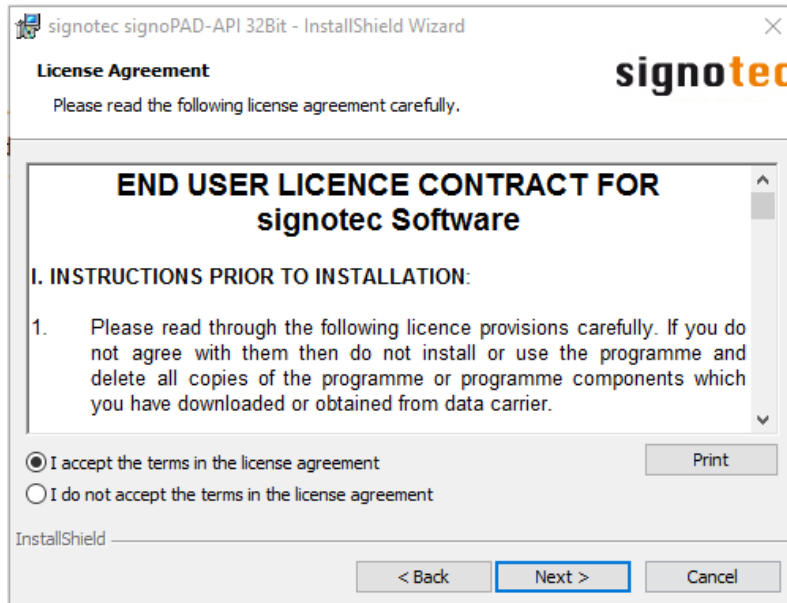 signotec signoPAD-API 32Bit - InstallShield Wizard
License Agreement
signotec
Please read the following license agreement carefully.
END USER LICENCE CONTRACT FOR
signotec Software
I. INSTRUCTIONS PRIOR TO INSTALLATION:
1. Please read through the following licence provisions carefully. If you do
not agree with them then do not install or use the programme and
delete all copies of the programme or programme components which
you have downloaded or obtained from data carrier.
I accept the terms in the license agreement
Print
I do not accept the terms in the license agreement
InstallShield
< Back
Next >
Cancel